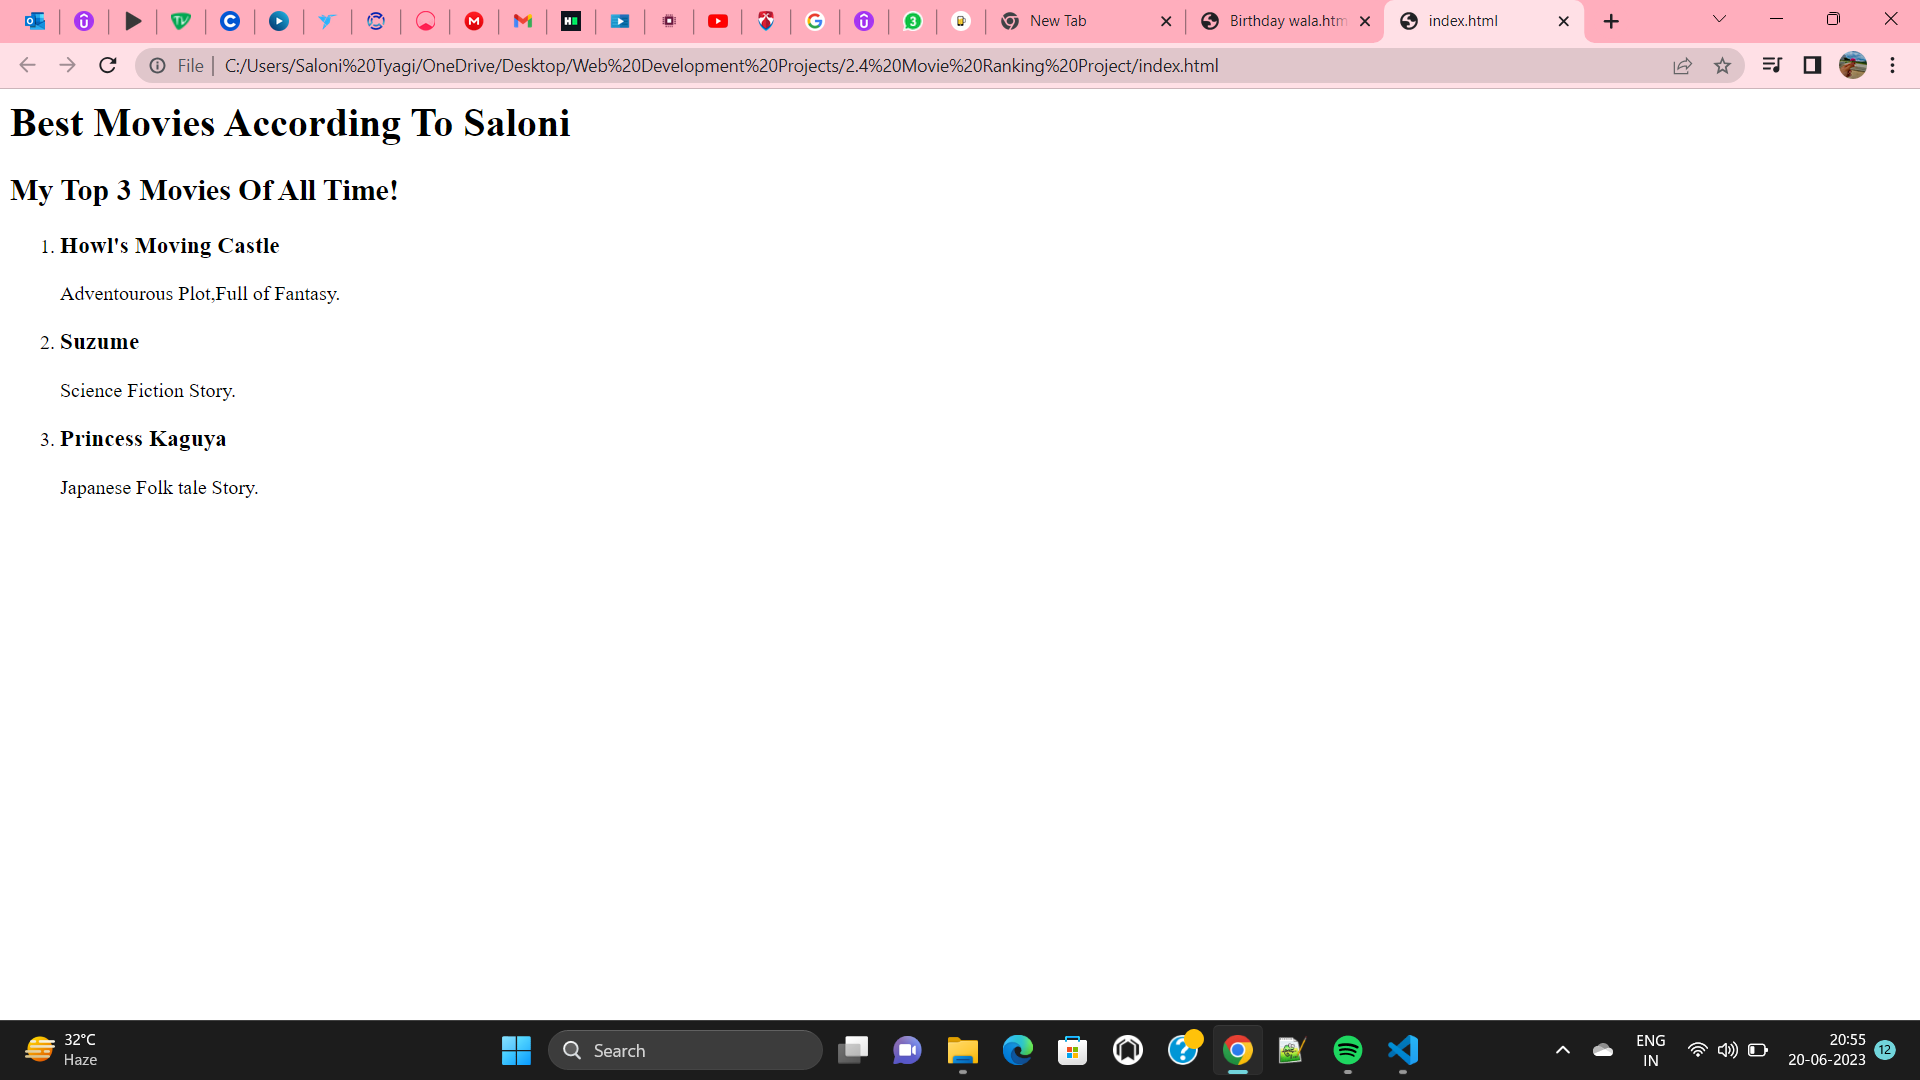 New Tab
Birthday wala.htm
index.html
File
C:/Users/Saloni%20Tyagi/OneDrive/Desktop/Web%20Development%20Projects/2.4%20Movie%20Ranking%20Project/index.html
Best Movies According To Saloni
My Top 3 Movies Of All Time!
1. Howl's Moving Castle
Adventourous Plot,Full of Fantasy.
2. Suzume
Science Fiction Story.
3. Princess Kaguya
Japanese Folk tale Story.
32°C
Haze
Search
ENG
IN
20:55
20-06-2023
12